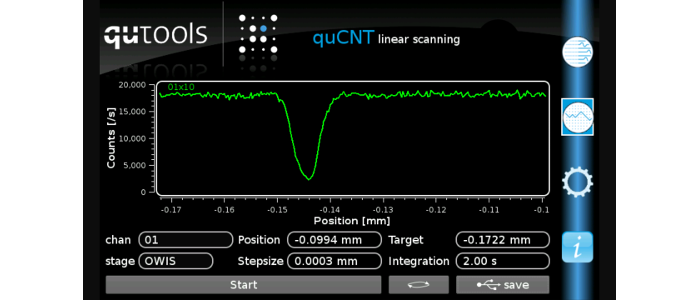 qutools
quCNT linear scanning
01x10
20,000
15,000
10,000
5,000
0
Counts [/s]
-0.17 -0.16 -0.15 -0.14 -0.13 -0.12 -0.11 -0.1
Position [mm]
chan 01 Position -0.0994 mm Target -0.1722 mm
stage OWIS Stepsize 0.0003 mm Integration 2.00 s
Start save
i